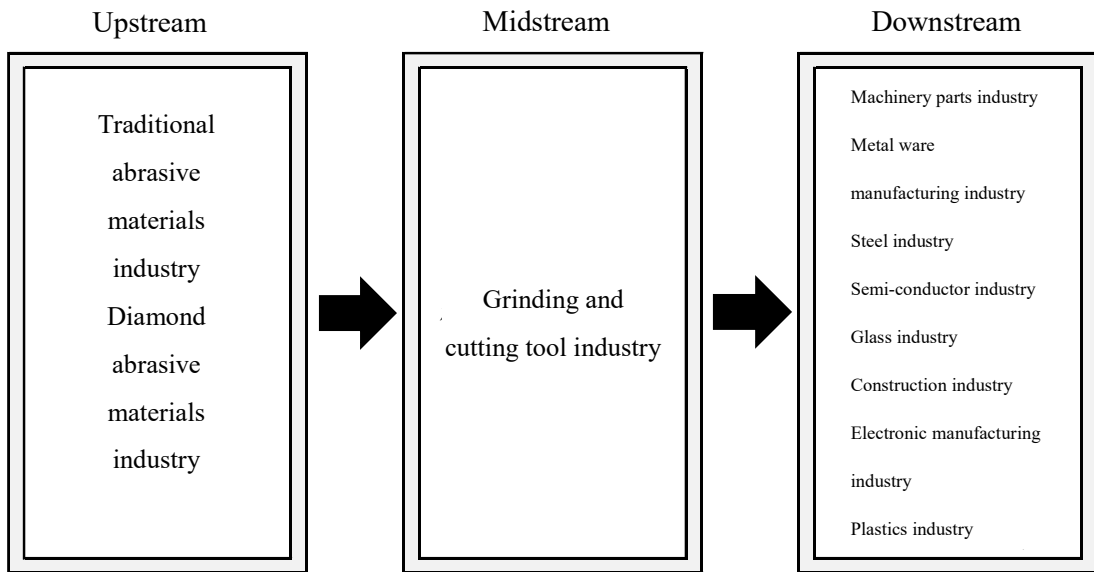 Upstream
Traditional
abrasive
materials
industry
Diamond
abrasive
materials
industry
Midstream
Grinding and
cutting tool industry
Downstream
Machinery parts industry
Metal ware
manufacturing industry
Steel industry
Semi-conductor industry
Glass industry
Construction industry
Electronic manufacturing
industry
Plastics industry